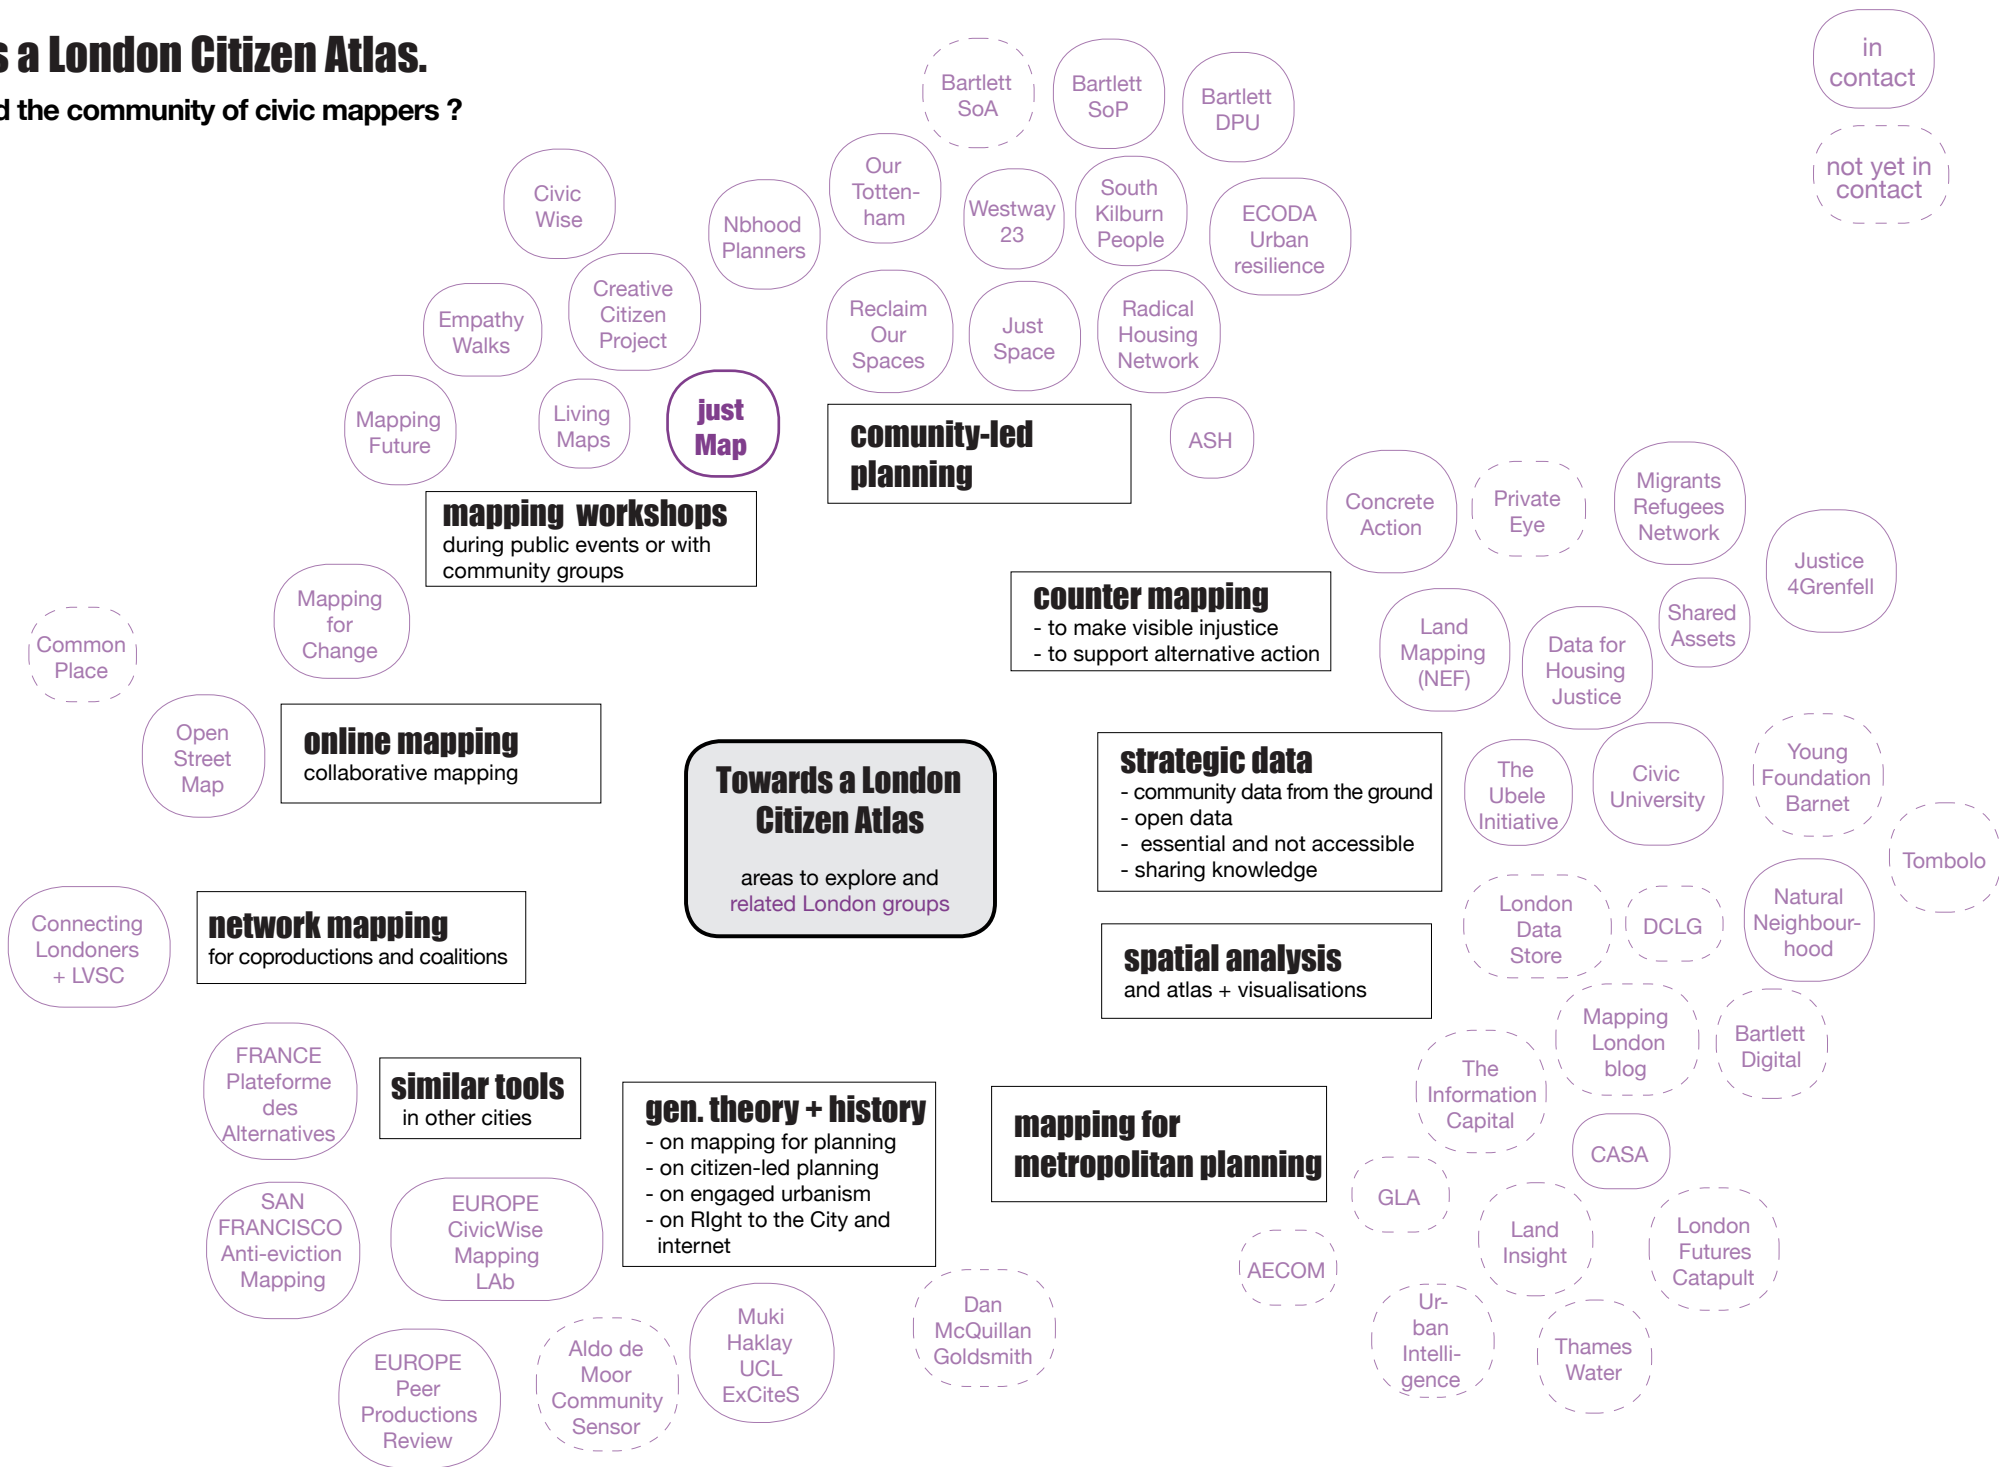 s a London Citizen Atlas.
d the community of civic mappers ?
in
contact
not yet in
contact
Bartlett
SoA
Bartlett
SoP
Bartlett
DPU
Civic
Wise
Nbhood
Planners
Our
Totten-
ham
Westway
23
South
Kilburn
People
ECODA
Urban
resilience
Empathy
Walks
Creative
Citizen
Project
Reclaim
Our
Spaces
Just
Space
Radical
Housing
Network
Mapping
Future
Living
Maps
just
Map
comunity-led
planning
ASH
mapping workshops
during public events or with
community groups
Concrete
Action
Private
Eye
Migrants
Refugees
Network
Justice
4Grenfell
counter mapping
- to make visible injustice
- to support alternative action
Land
Mapping
(NEF)
Data for
Housing
Justice
Shared
Assets
Common
Place
Mapping
for
Change
Open
Street
Map
online mapping
collaborative mapping
Towards a London
Citizen Atlas
areas to explore and
related London groups
strategic data
- community data from the ground
- open data
- essential and not accessible
- sharing knowledge
The
Ubele
Initiative
Civic
University
Young
Foundation
Barnet
Tombolo
Connecting
Londoners
+ LVSC
network mapping
for coproductions and coalitions
spatial analysis
and atlas + visualisations
London
Data
Store
DCLG
Natural
Neighbour-
hood
Mapping
London
blog
Bartlett
Digital
The
Information
Capital
CASA
FRANCE
Plateforme
des
Alternatives
similar tools
in other cities
gen. theory + history
- on mapping for planning
- on citizen-led planning
- on engaged urbanism
- on RIght to the City and
internet
mapping for
metropolitan planning
GLA
AECOM
Land
Insight
London
Futures
Catapult
Ur-
ban
Intelli-
gence
Thames
Water
SAN
FRANCISCO
Anti-eviction
Mapping
EUROPE
CivicWise
Mapping
LAb
EUROPE
Peer
Productions
Review
Aldo de
Moor
Community
Sensor
Muki
Haklay
UCL
ExCiteS
Dan
McQuillan
Goldsmith